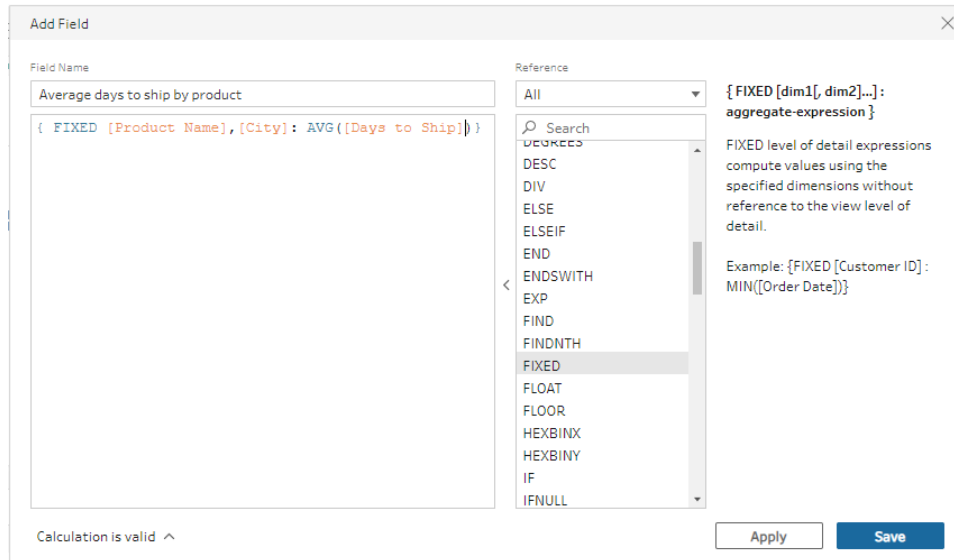 Add Field
Field Name
Average days to ship by product
{ FIXED [Product Name],[City]: AVG([Days to Ship])}
Calculation is valid
Reference
All
Search
DEGREES
DESC
DIV
ELSE
ELSEIF
END
ENDSWITH
EXP
FIND
FINDNTH
FIXED
FLOAT
FLOOR
HEXBINX
HEXBINY
IF
IFNULL
{ FIXED [dim1[, dim2]...] :
aggregate-expression }
FIXED level of detail expressions
compute values using the
specified dimensions without
reference to the view level of
detail.
Example: {FIXED [Customer ID] :
MIN([Order Date])}
Apply
Save